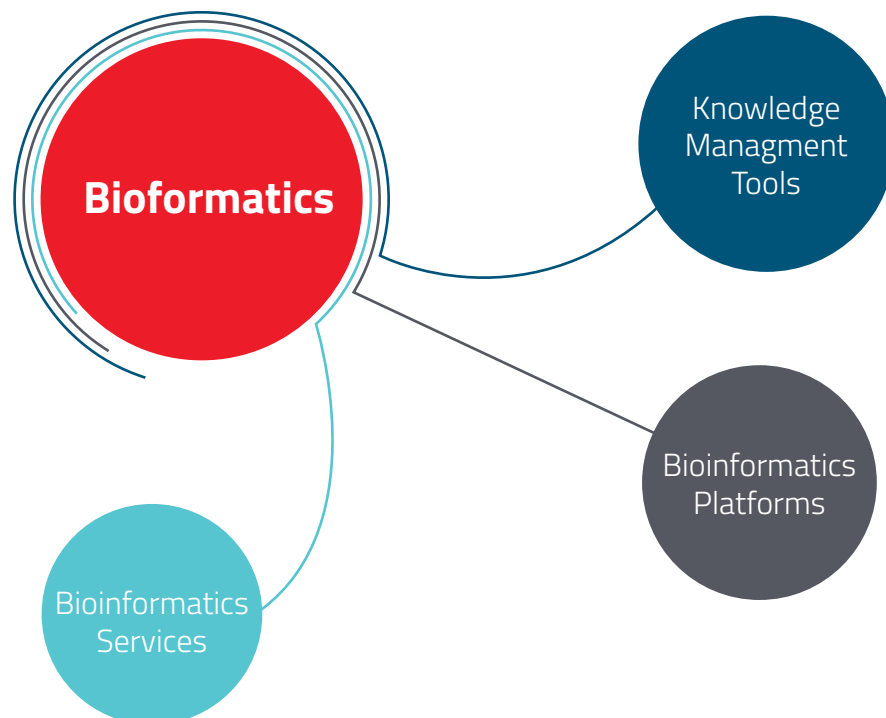 Bioformatics
Knowledge
Managment
Tools
Bioinformatics
Platforms
Bioinformatics
Services